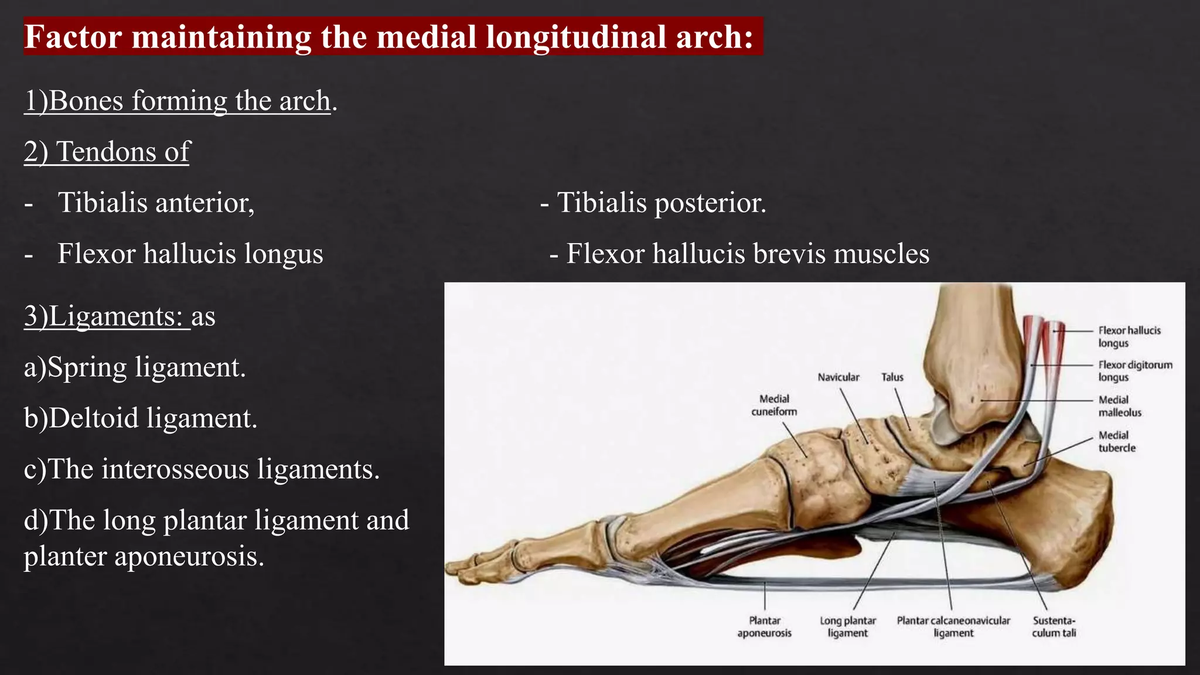 Factor maintaining the medial longitudinal arch:
1)Bones forming the arch.
2) Tendons of
- Tibialis anterior, - Tibialis posterior.
- Flexor hallucis longus - Flexor hallucis brevis muscles
3)Ligaments: as
a)Spring ligament.
b)Deltoid ligament.
c)The interosseous ligaments.
d)The long plantar ligament and
planter aponeurosis.
Flexor hallucis
longus
Flexor digitorum
longus
Medial
malleolus
Medial
tubercle
Navicular
Talus
Medial
cuneiform
Plantar
aponeurosis
Long plantar
ligament
Plantar calcaneonavicular
ligament
Sustenta-
culum tali